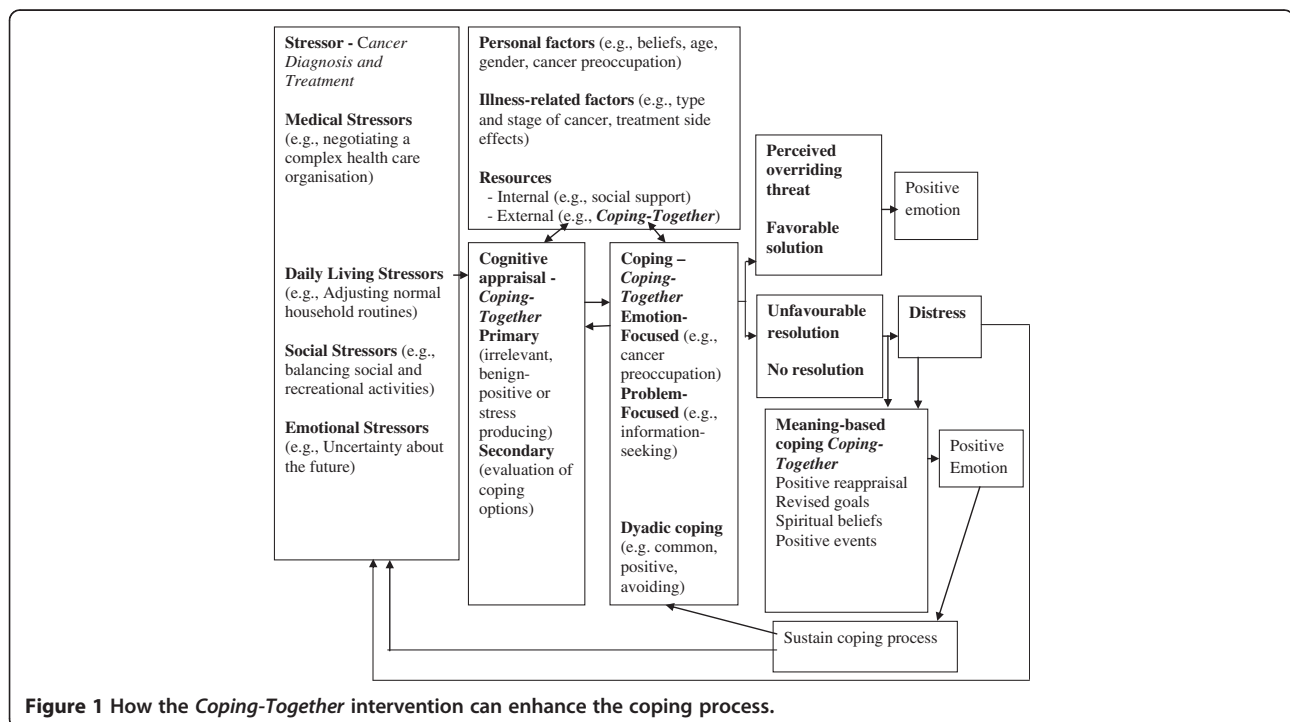 Stressor - Cancer
Diagnosis and
Treatment
Medical Stressors
(e.g., negotiating a
complex health care
organisation)
Daily Living Stressors
(e.g., Adjusting normal
household routines)
Social Stressors (e.g.,
balancing social and
recreational activities)
Emotional Stressors
(e.g., Uncertainty about
the future)
Personal factors (e.g., beliefs, age,
gender, cancer preoccupation)
Illness-related factors (e.g., type
and stage of cancer, treatment side
effects)
Resources
- Internal (e.g., social support)
- External (e.g., Coping-Together)
Cognitive
appraisal -
Coping-
Together
Primary
(irrelevant,
benign-
positive or
stress
producing)
Secondary
(evaluation of
coping
options)
Coping –
Coping-
Together
Emotion-
Focused (e.g.,
cancer
preoccupation)
Problem-
Focused (e.g.,
information-
seeking)
Dyadic coping
(e.g. common,
positive,
avoiding)
Perceived
overriding
threat
Favorable
solution
Positive
emotion
Unfavourable
resolution
No resolution
Distress
Meaning-based
coping Coping-
Together
Positive reappraisal
Revised goals
Spiritual beliefs
Positive events
Positive
Emotion
Sustain coping process
Figure 1 How the Coping-Together intervention can enhance the coping process.